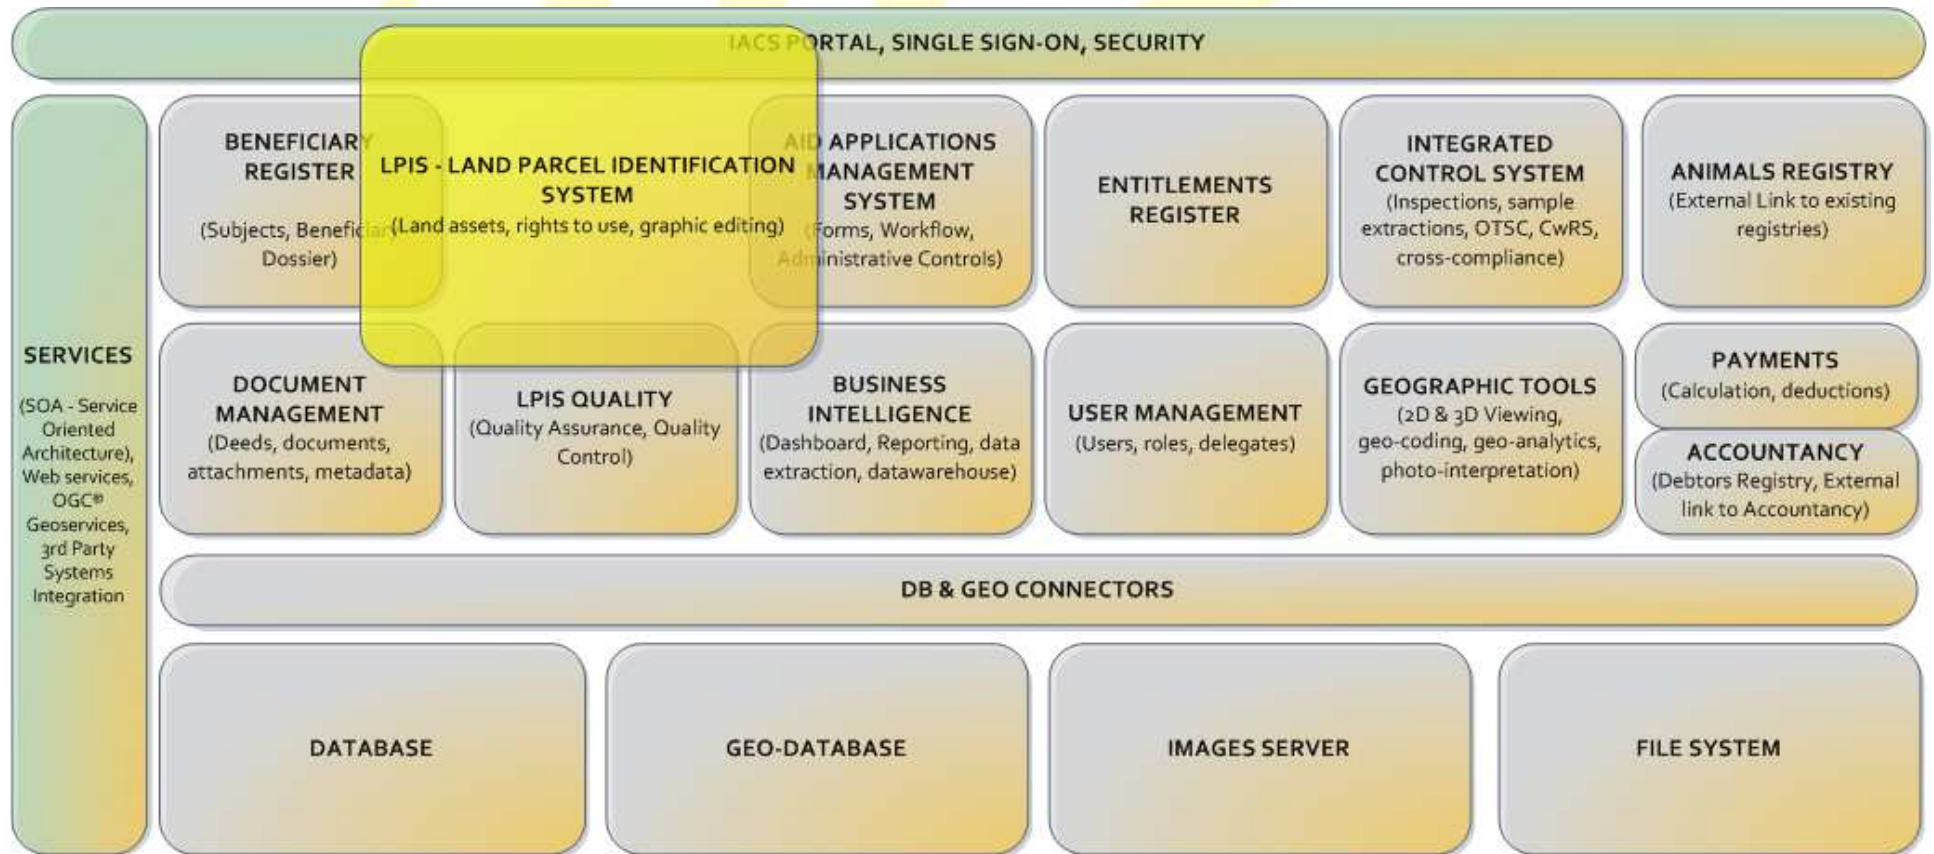 IACS PORTAL, SINGLE SIGN-ON, SECURITY
SERVICES
(SOA - Service
Oriented
Architecture),
Web services,
OGC®
Geoservices,
3rd Party
Systems
Integration
BENEFICIARY
REGISTER
(Subjects, Beneficiary
Dossier)
LPIS - LAND PARCEL IDENTIFICATION
SYSTEM
(Land assets, rights to use, graphic editing)
AID APPLICATIONS
MANAGEMENT
SYSTEM
(Forms, Workflow,
Administrative Controls)
ENTITLEMENTS
REGISTER
INTEGRATED
CONTROL SYSTEM
(Inspections, sample
extractions, OTSC, CwRS,
cross-compliance)
ANIMALS REGISTRY
(External Link to existing
registries)
DOCUMENT
MANAGEMENT
(Deeds, documents,
attachments, metadata)
LPIS QUALITY
(Quality Assurance, Quality
Control)
BUSINESS
INTELLIGENCE
(Dashboard, Reporting, data
extraction, datawarehouse)
USER MANAGEMENT
(Users, roles, delegates)
GEOGRAPHIC TOOLS
(2D & 3D Viewing,
geo-coding, geo-analytics,
photo-interpretation)
PAYMENTS
(Calculation, deductions)
ACCOUNTANCY
(Debtors Registry, External
link to Accountancy)
DB & GEO CONNECTORS
DATABASE
GEO-DATABASE
IMAGES SERVER
FILE SYSTEM